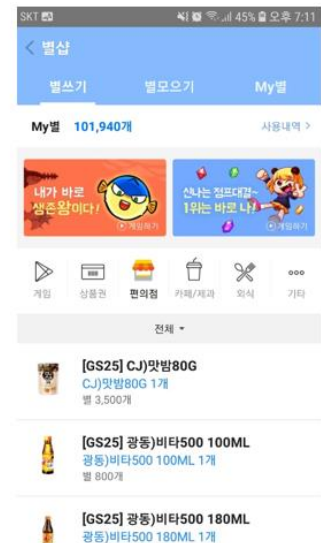 SKT 45% 오후 7:11
별샵
별쓰기 별모으기 My별
My별 101,940개 사용내역 >
내가 바로
생존왕이다!
게임하기
신나는 점프대결~
1위는 바로 나!
게임하기
게임 상품권 편의점 카페/제과 외식 기타
전체
[GS25] CJ)맛밤80G
CJ)맛밤80G 1개
별 3,500개
[GS25] 광동)비타500 100ML
광동)비타500 100ML 1개
별 800개
[GS25] 광동)비타500 180ML
광동)비타500 180ML 1개